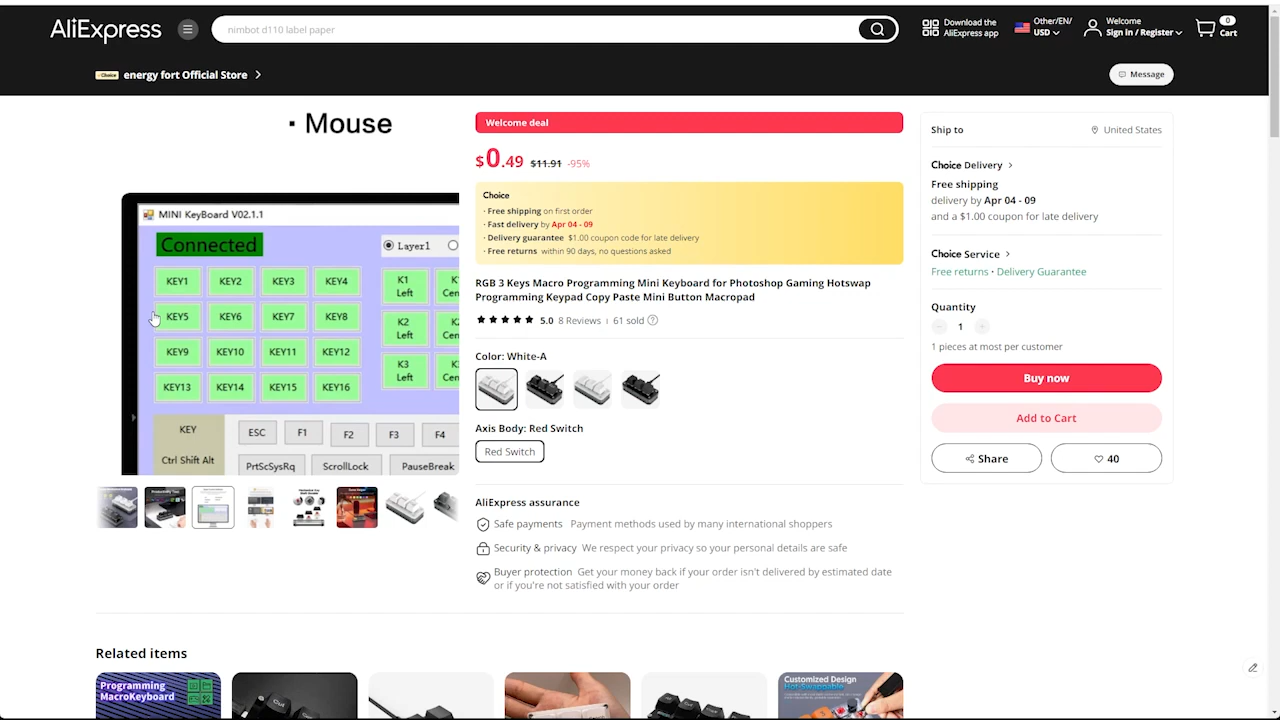 AliExpress
nimbot d110 label paper
Download the
AliExpress app
Other/EN/
USD
Welcome
Sign in / Register
0
Cart
Choice
energy fort Official Store
Message
▪ Mouse
MINI KeyBoard V02.1.1
Connected
Layer1
KEY1 KEY2 KEY3 KEY4
K1
Left
KEY5 KEY6 KEY7 KEY8
K2
Left
KEY9 KEY10 KEY11 KEY12
K3
Left
KEY13 KEY14 KEY15 KEY16
KEY
Ctrl Shift Alt
ESC F1 F2 F3 F4
PrtScSysRq ScrollLock PauseBreak
Welcome deal
$0.49 $11.91 -95%
Choice
· Free shipping on first order
· Fast delivery by Apr 04 - 09
· Delivery guarantee $1.00 coupon code for late delivery
· Free returns within 90 days, no questions asked
RGB 3 Keys Macro Programming Mini Keyboard for Photoshop Gaming Hotswap
Programming Keypad Copy Paste Mini Button Macropad
5.0 8 Reviews 61 sold
Color: White-A
Axis Body: Red Switch
Red Switch
AliExpress assurance
Safe payments Payment methods used by many international shoppers
Security & privacy We respect your privacy so your personal details are safe
Buyer protection Get your money back if your order isn't delivered by estimated date
or if you're not satisfied with your order
Ship to
United States
Choice Delivery
Free shipping
delivery by Apr 04 - 09
and a $1.00 coupon for late delivery
Choice Service
Free returns · Delivery Guarantee
Quantity
1
1 pieces at most per customer
Buy now
Add to Cart
Share
40
Related items
Programming
MacroKeyboard
Customized Design
Hot-Swappable